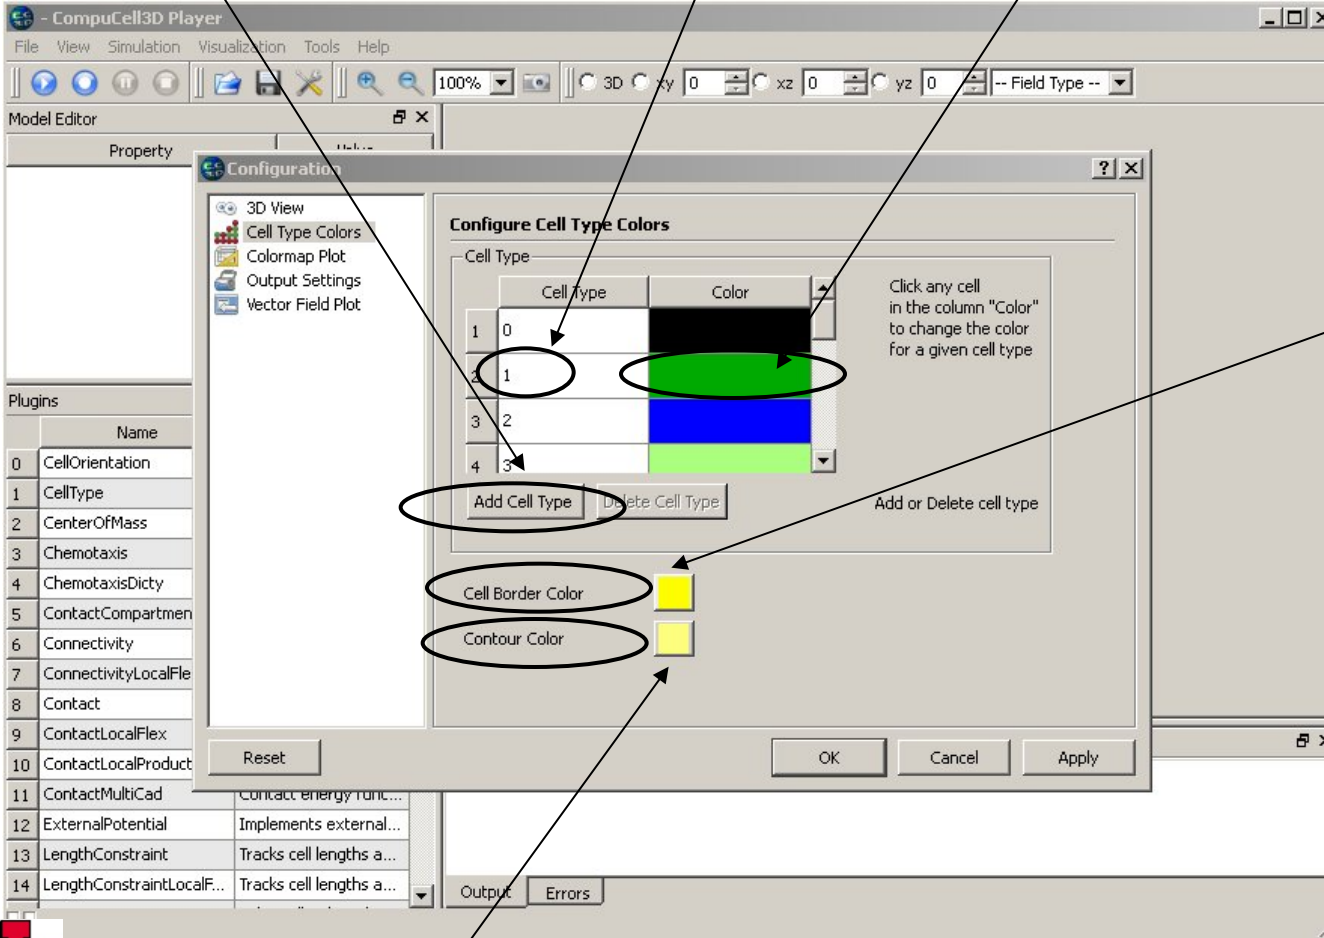 - CompuCell3D Player
File View Simulation Visualization Tools Help
100% 3D xy 0 xz 0 yz 0 -- Field Type --
Model Editor
Property
Configuration
3D View
Cell Type Colors
Colormap Plot
Output Settings
Vector Field Plot
Configure Cell Type Colors
Cell Type
Cell Type Color
1 0
2 1
3 2
4 3
Click any cell
in the column "Color"
to change the color
for a given cell type
Add Cell Type Delete Cell Type Add or Delete cell type
Cell Border Color
Contour Color
Reset OK Cancel Apply
Plugins
Name
0 CellOrientation
1 CellType
2 CenterOfMass
3 Chemotaxis
4 ChemotaxisDicty
5 ContactCompartmen
6 Connectivity
7 ConnectivityLocalFle
8 Contact
9 ContactLocalFlex
10 ContactLocalProduct
11 ContactMultiCad Contact energy func...
12 ExternalPotential Implements external...
13 LengthConstraint Tracks cell lengths a...
14 LengthConstraintLocalF... Tracks cell lengths a...
Output Errors